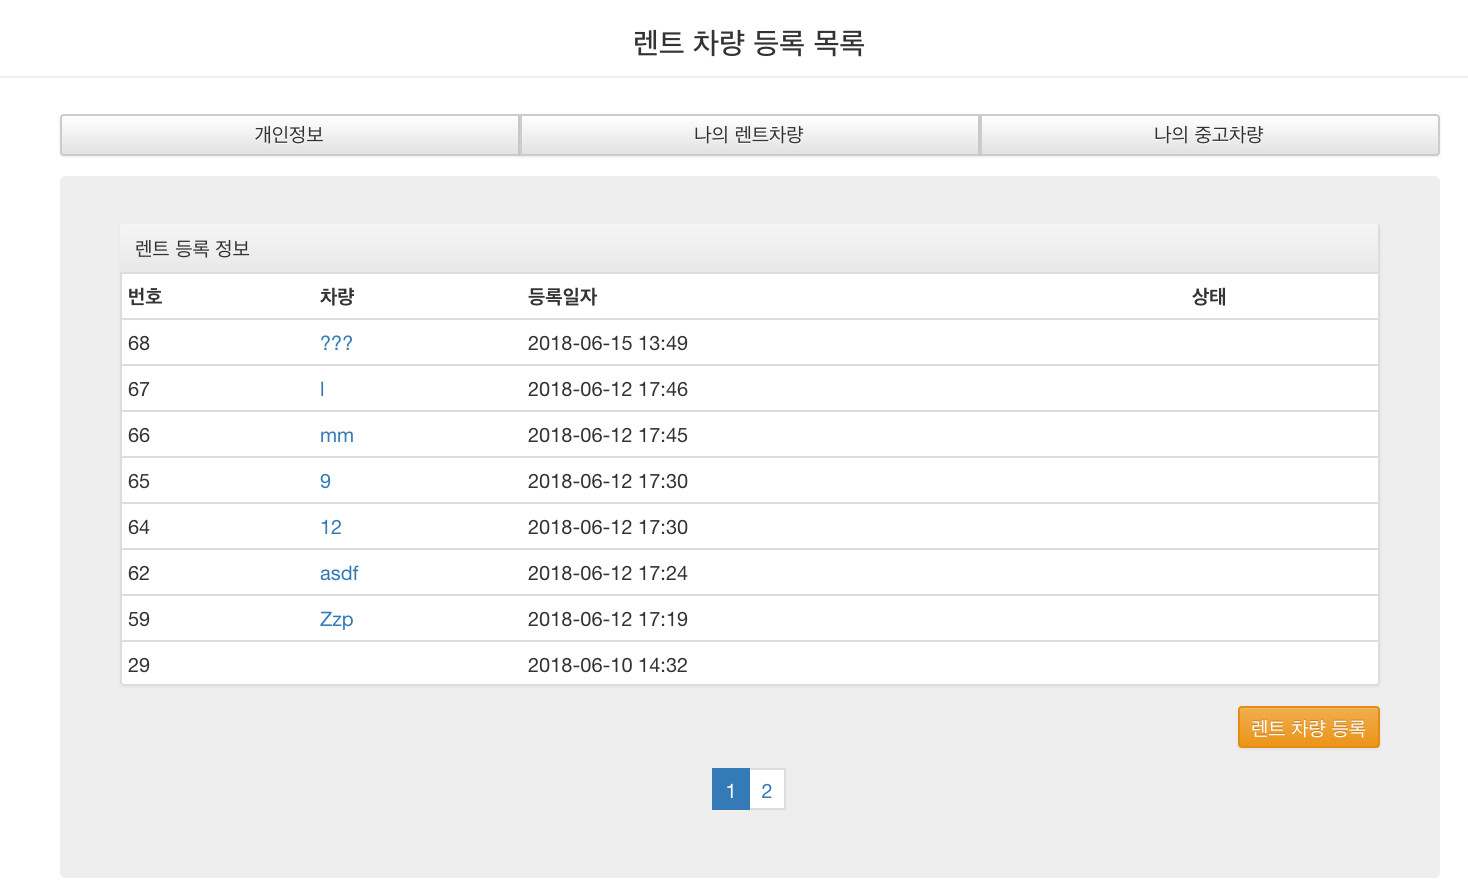 렌트 차량 등록 목록
개인정보 나의 렌트차량 나의 중고차량
렌트 등록 정보
번호 차량 등록일자 상태
68 ??? 2018-06-15 13:49
67 l 2018-06-12 17:46
66 mm 2018-06-12 17:45
65 9 2018-06-12 17:30
64 12 2018-06-12 17:30
62 asdf 2018-06-12 17:24
59 Zzp 2018-06-12 17:19
29 2018-06-10 14:32
렌트 차량 등록
1 2